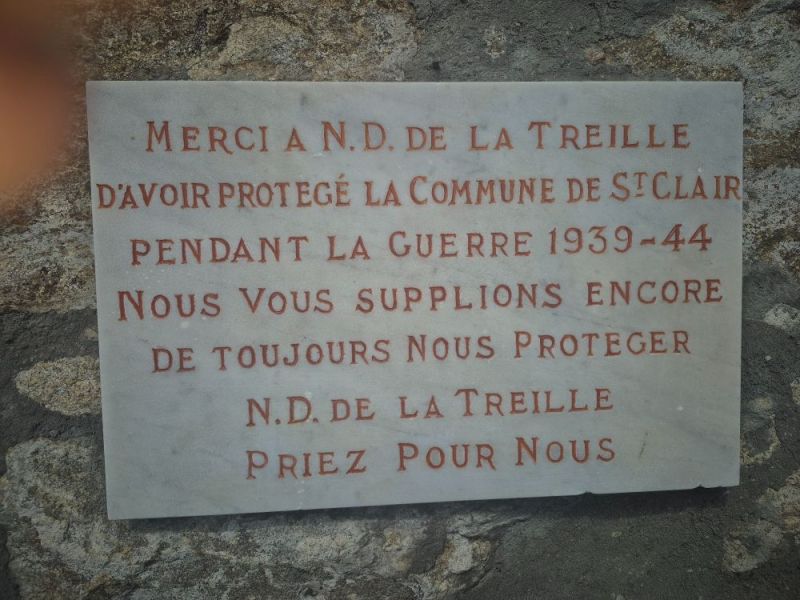 MERCI A N.D. DE LA TREILLE
D'AVOIR PROTEGÉ LA COMMUNE DE ST CLAIR
PENDANT LA GUERRE 1939-44
NOUS VOUS SUPPLIONS ENCORE
DE TOUJOURS NOUS PROTEGER
N.D. DE LA TREILLE
PRIEZ POUR NOUS